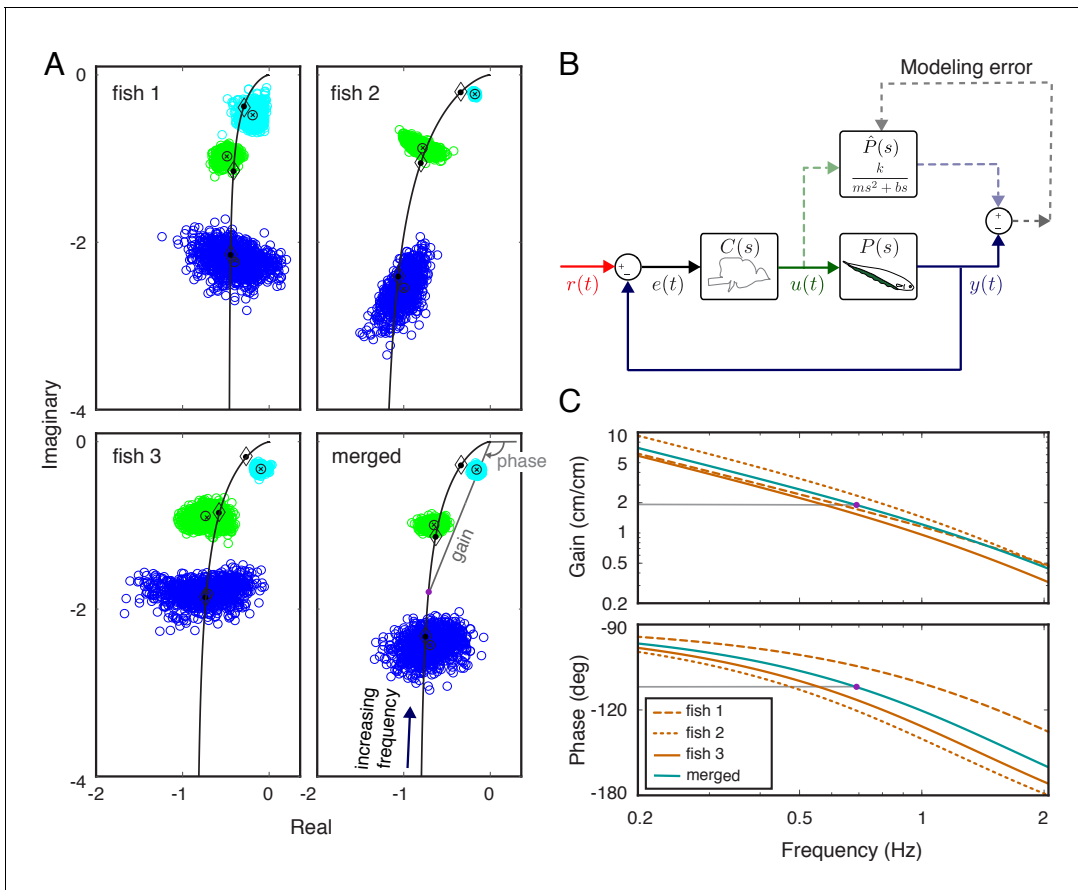 A
fish 1
fish 2
0
-2
-4
Imaginary
fish 3
merged
phase
gain
increasing
frequency
0
-2
-4
-2
-1
0
-1
0
Real
B
Modeling error
P̂(s)
k
ms² + bs
+
−
C(s)
P(s)
+
−
r(t)
e(t)
u(t)
y(t)
C
Gain (cm/cm)
10
5
2
1
0.5
0.2
Phase (deg)
-90
-120
-180
fish 1
fish 2
fish 3
merged
0.2
0.5
1
2
Frequency (Hz)